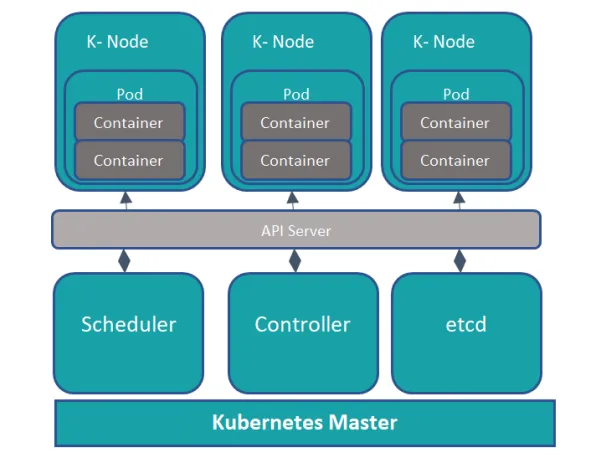 K- Node
K- Node
K- Node
Pod
Pod
Pod
Container
Container
Container
Container
Container
Container
API Server
Scheduler
Controller
etcd
Kubernetes Master